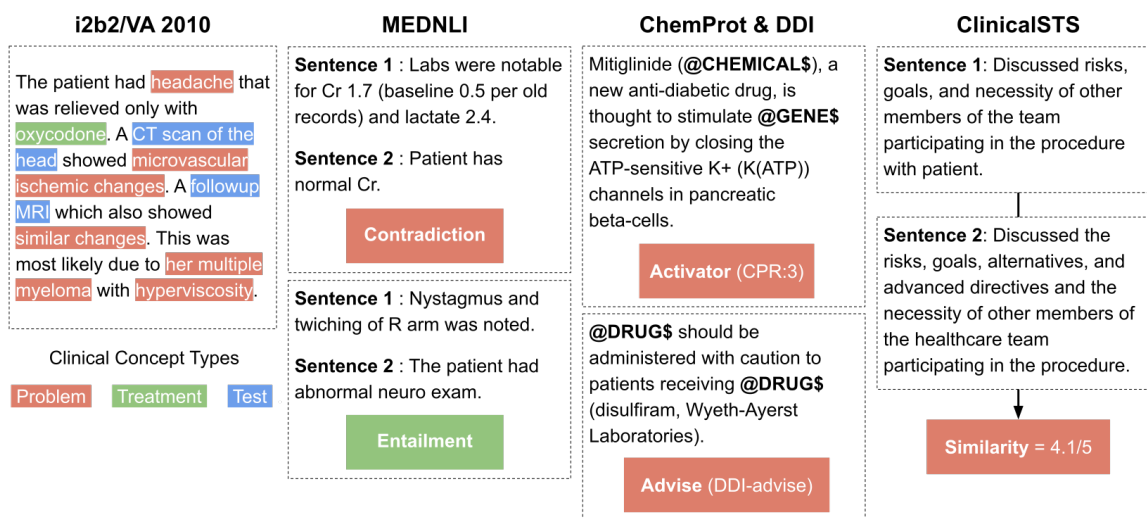 i2b2/VA 2010
The patient had headache that
was relieved only with
oxycodone. A CT scan of the
head showed microvascular
ischemic changes. A followup
MRI which also showed
similar changes. This was
most likely due to her multiple
myeloma with hyperviscosity.
Clinical Concept Types
Problem
Treatment
Test
MEDNLI
Sentence 1 : Labs were notable
for Cr 1.7 (baseline 0.5 per old
records) and lactate 2.4.
Sentence 2 : Patient has
normal Cr.
Contradiction
Sentence 1 : Nystagmus and
twiching of R arm was noted.
Sentence 2 : The patient had
abnormal neuro exam.
Entailment
ChemProt & DDI
Mitiglinide (@CHEMICAL$), a
new anti-diabetic drug, is
thought to stimulate @GENE$
secretion by closing the
ATP-sensitive K+ (K(ATP))
channels in pancreatic
beta-cells.
Activator (CPR:3)
@DRUG$ should be
administered with caution to
patients receiving @DRUG$
(disulfiram, Wyeth-Ayerst
Laboratories).
Advise (DDI-advise)
ClinicalSTS
Sentence 1: Discussed risks,
goals, and necessity of other
members of the team
participating in the procedure
with patient.
Sentence 2: Discussed the
risks, goals, alternatives, and
advanced directives and the
necessity of other members of
the healthcare team
participating in the procedure.
Similarity = 4.1/5